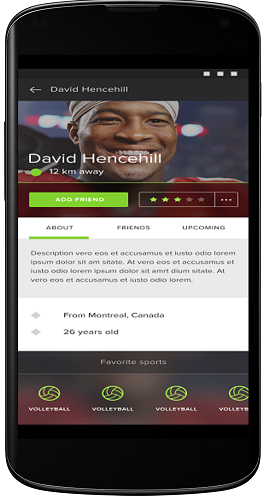 David Hencehill
David Hencehill
12 km away
ADD FRIEND
ABOUT FRIENDS UPCOMING
Description vero eos et accusamus et iusto odio lorem
ipsum dolor sit am sitate. At vero eos et accusamus et
iusto odio lorem ipsum dolor sit amrt dium sitate. At
vero eos et accusamus et iusto odio lorem.
From Montreal, Canada
26 years old
Favorite sports
VOLLEYBALL VOLLEYBALL VOLLEYBALL VOLLEYB